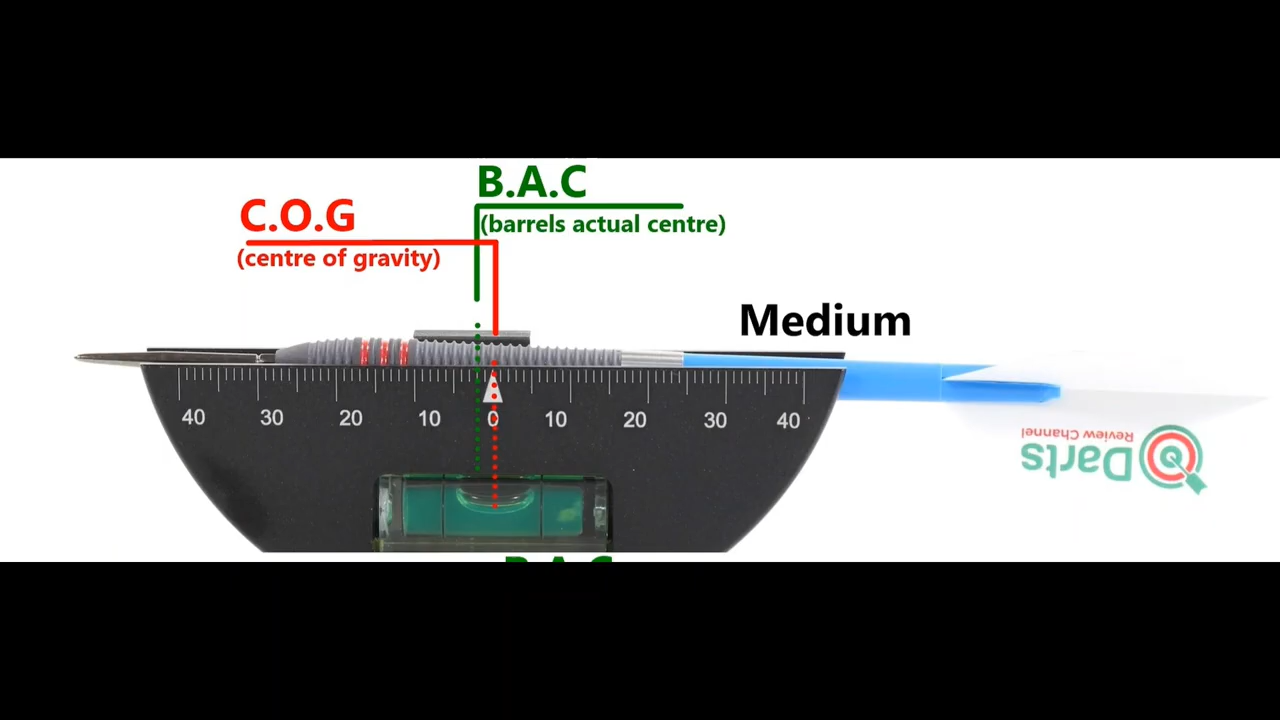 B.A.C
(barrels actual centre)
C.O.G
(centre of gravity)
Medium
40 30 20 10 0 10 20 30 40
Review Channel
Darts
B.A.C